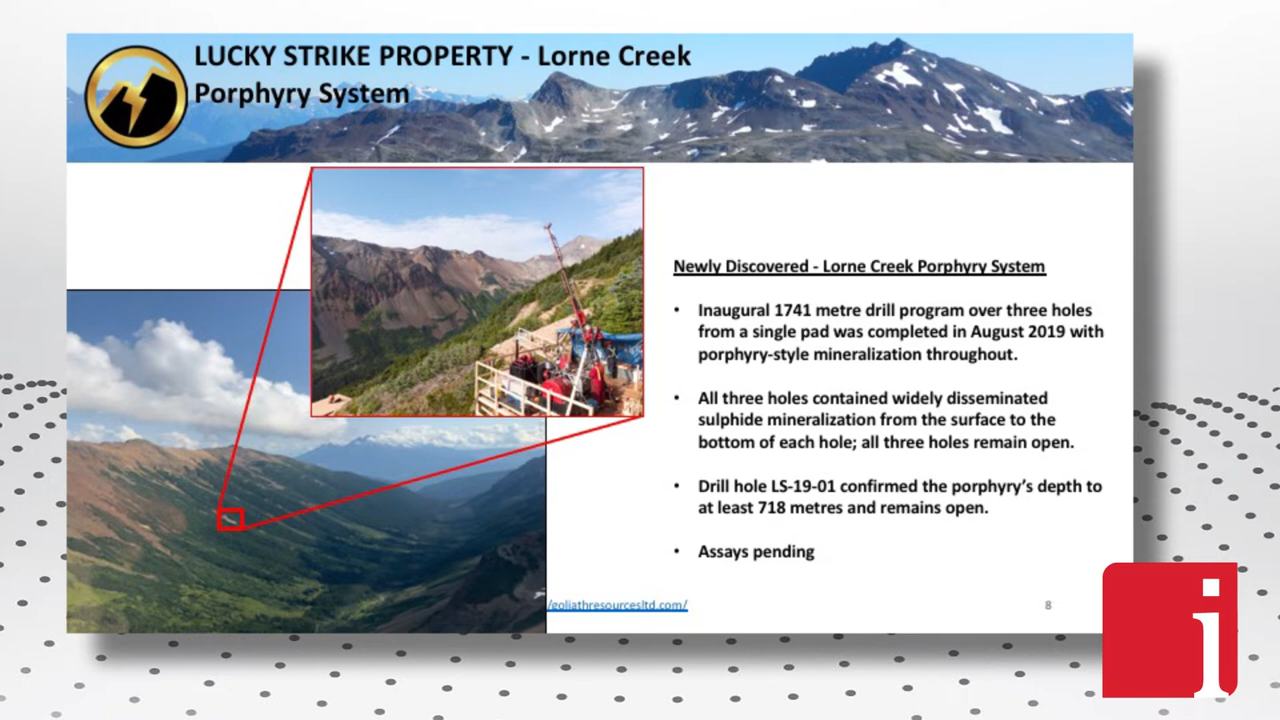 LUCKY STRIKE PROPERTY - Lorne Creek
Porphyry System
Newly Discovered - Lorne Creek Porphyry System
• Inaugural 1741 metre drill program over three holes
from a single pad was completed in August 2019 with
porphyry-style mineralization throughout.
• All three holes contained widely disseminated
sulphide mineralization from the surface to the
bottom of each hole; all three holes remain open.
• Drill hole LS-19-01 confirmed the porphyry’s depth to
at least 718 metres and remains open.
• Assays pending
/goliathresourcesltd.com/
8
i